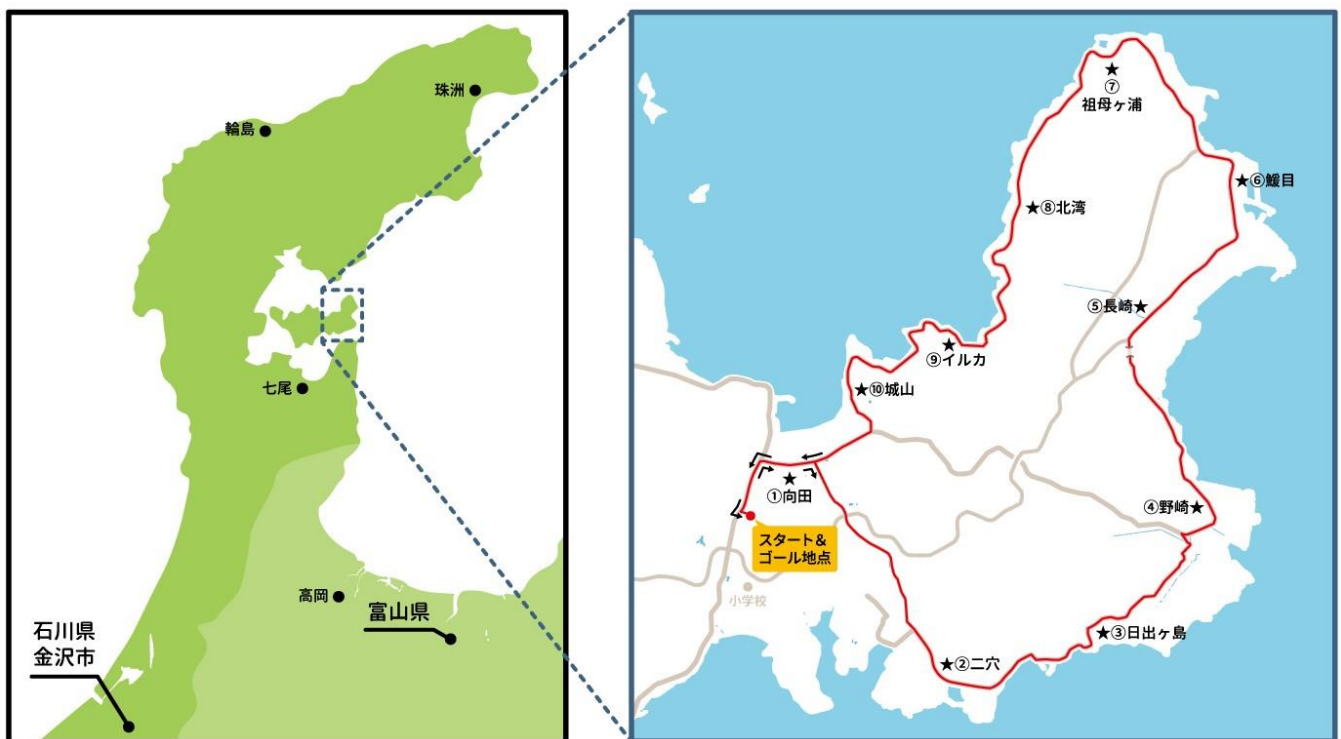 珠洲
輪島
七尾
高岡
富山県
石川県
金沢市
⑦
祖母ヶ浦
⑥鰀目
⑧北湾
⑤長崎
⑨イルカ
⑩城山
①向田
④野崎
スタート&
ゴール地点
小学校
③日出ヶ島
②二穴